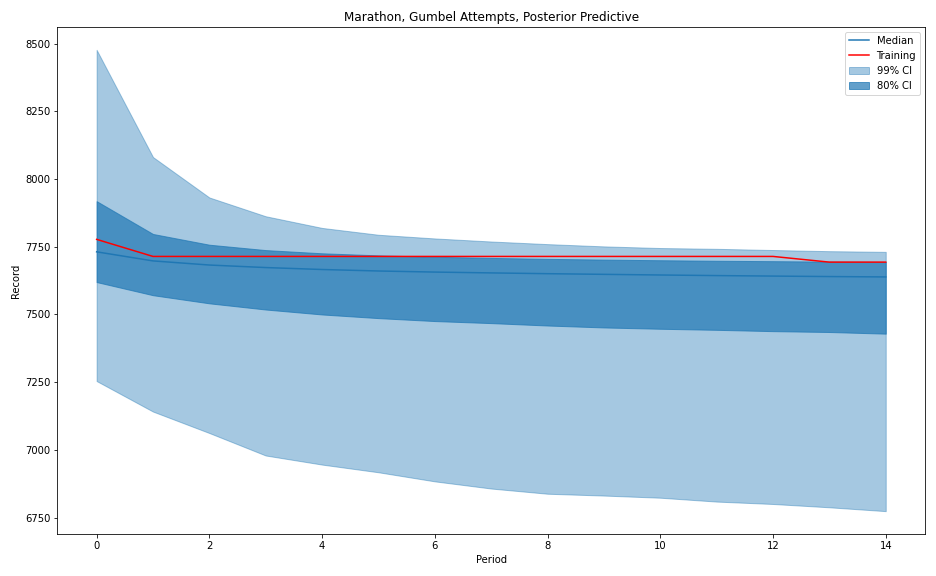 Marathon, Gumbel Attempts, Posterior Predictive
Median
Training
99% CI
80% CI
8500
8250
8000
7750
7500
7250
7000
6750
Record
0 2 4 6 8 10 12 14
Period